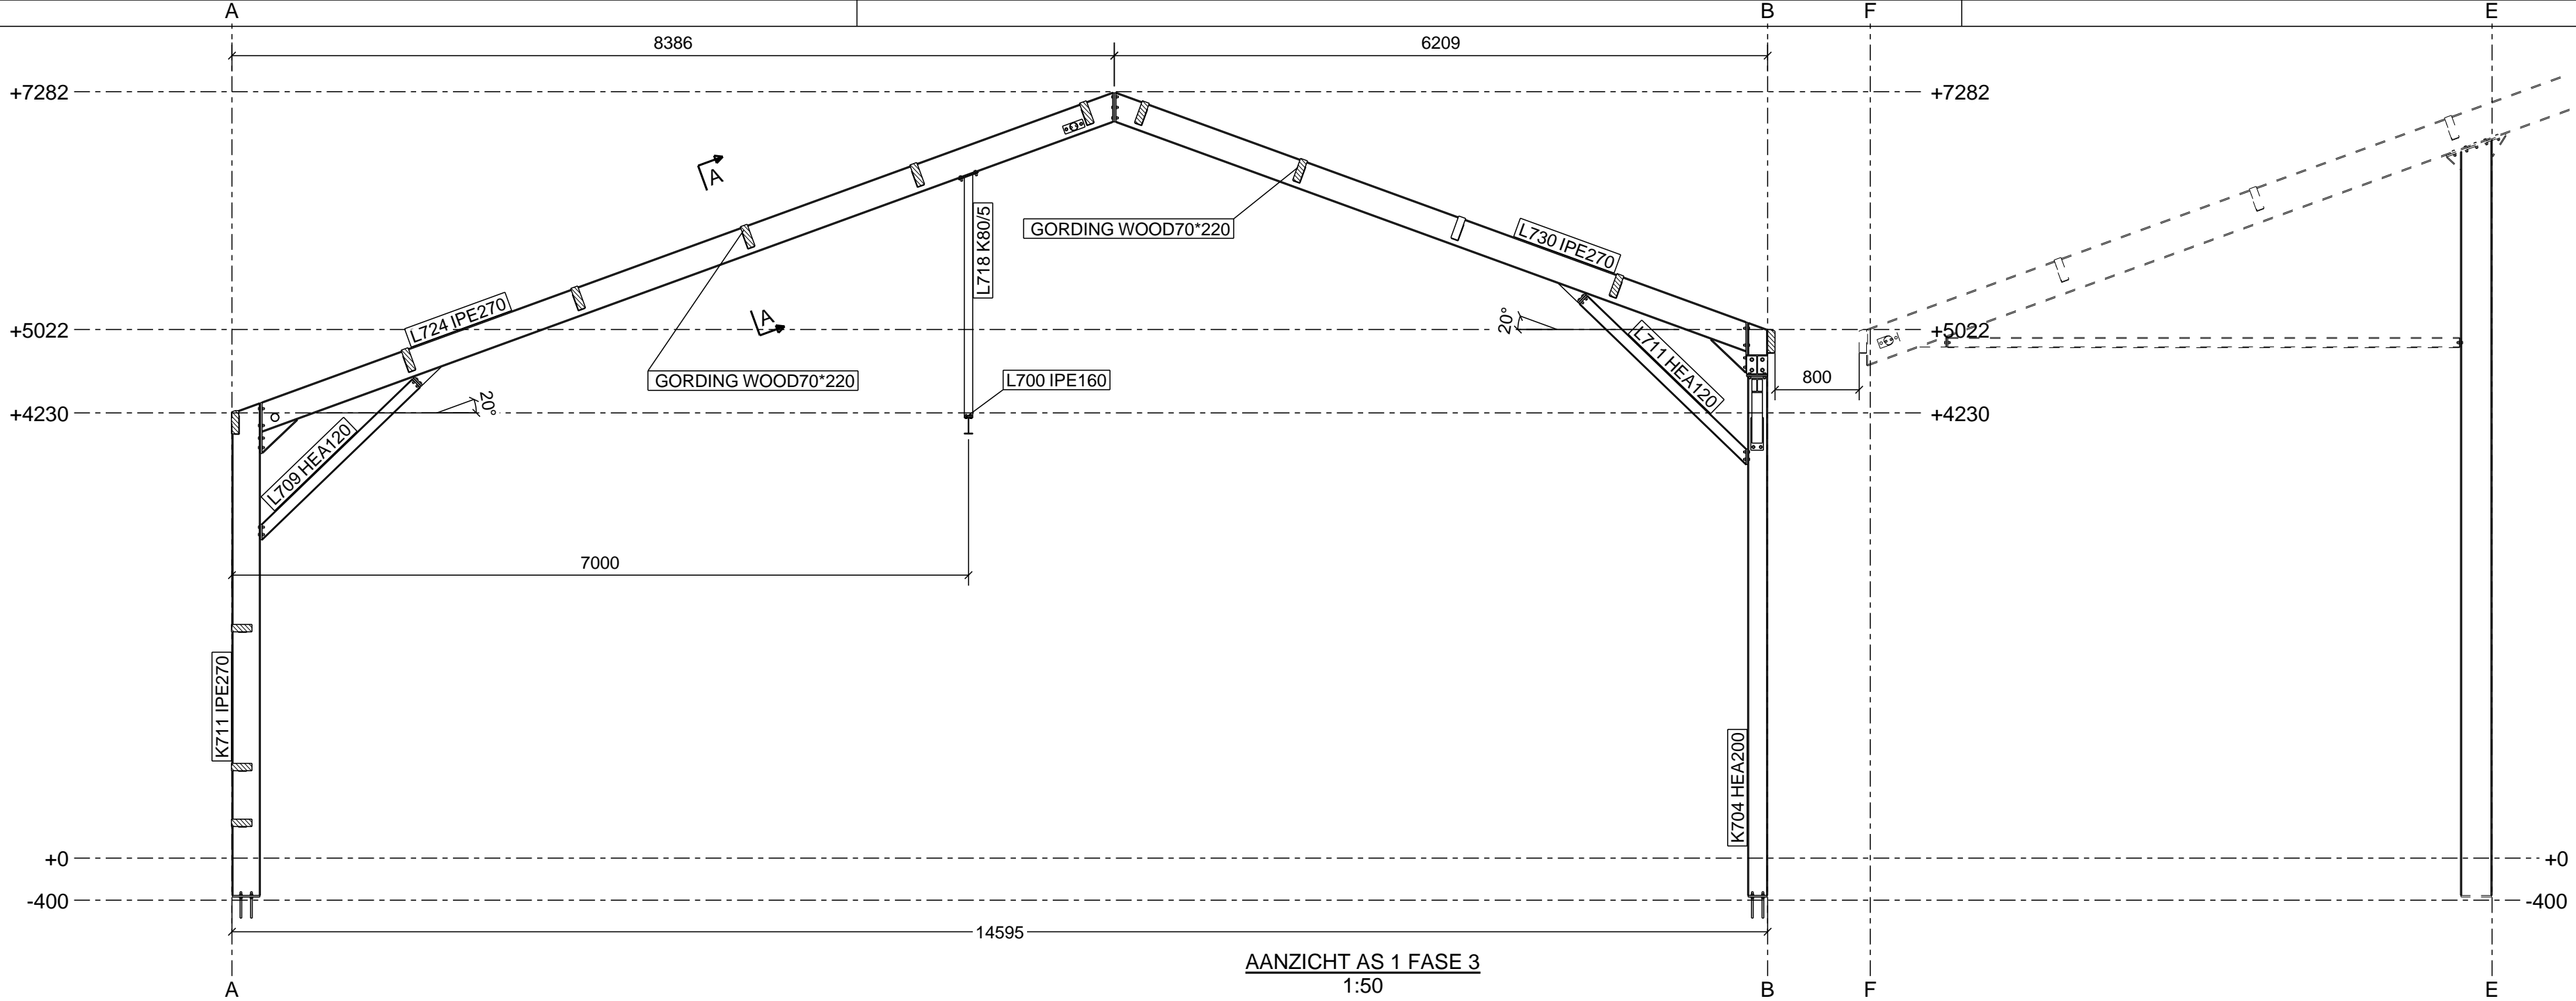 A
B
F
E
8386
6209
+7282
+7282
A
L718 K80/5
GORDING WOOD70*220
L730 IPE270
L724 IPE270
A
+5022
20°
+5022
L711 HEA120
GORDING WOOD70*220
L700 IPE160
800
+4230
20°
+4230
L709 HEA120
7000
K711 IPE270
K704 HEA200
+0
+0
-400
-400
14595
AANZICHT AS 1 FASE 3
1:50
A
B
F
E